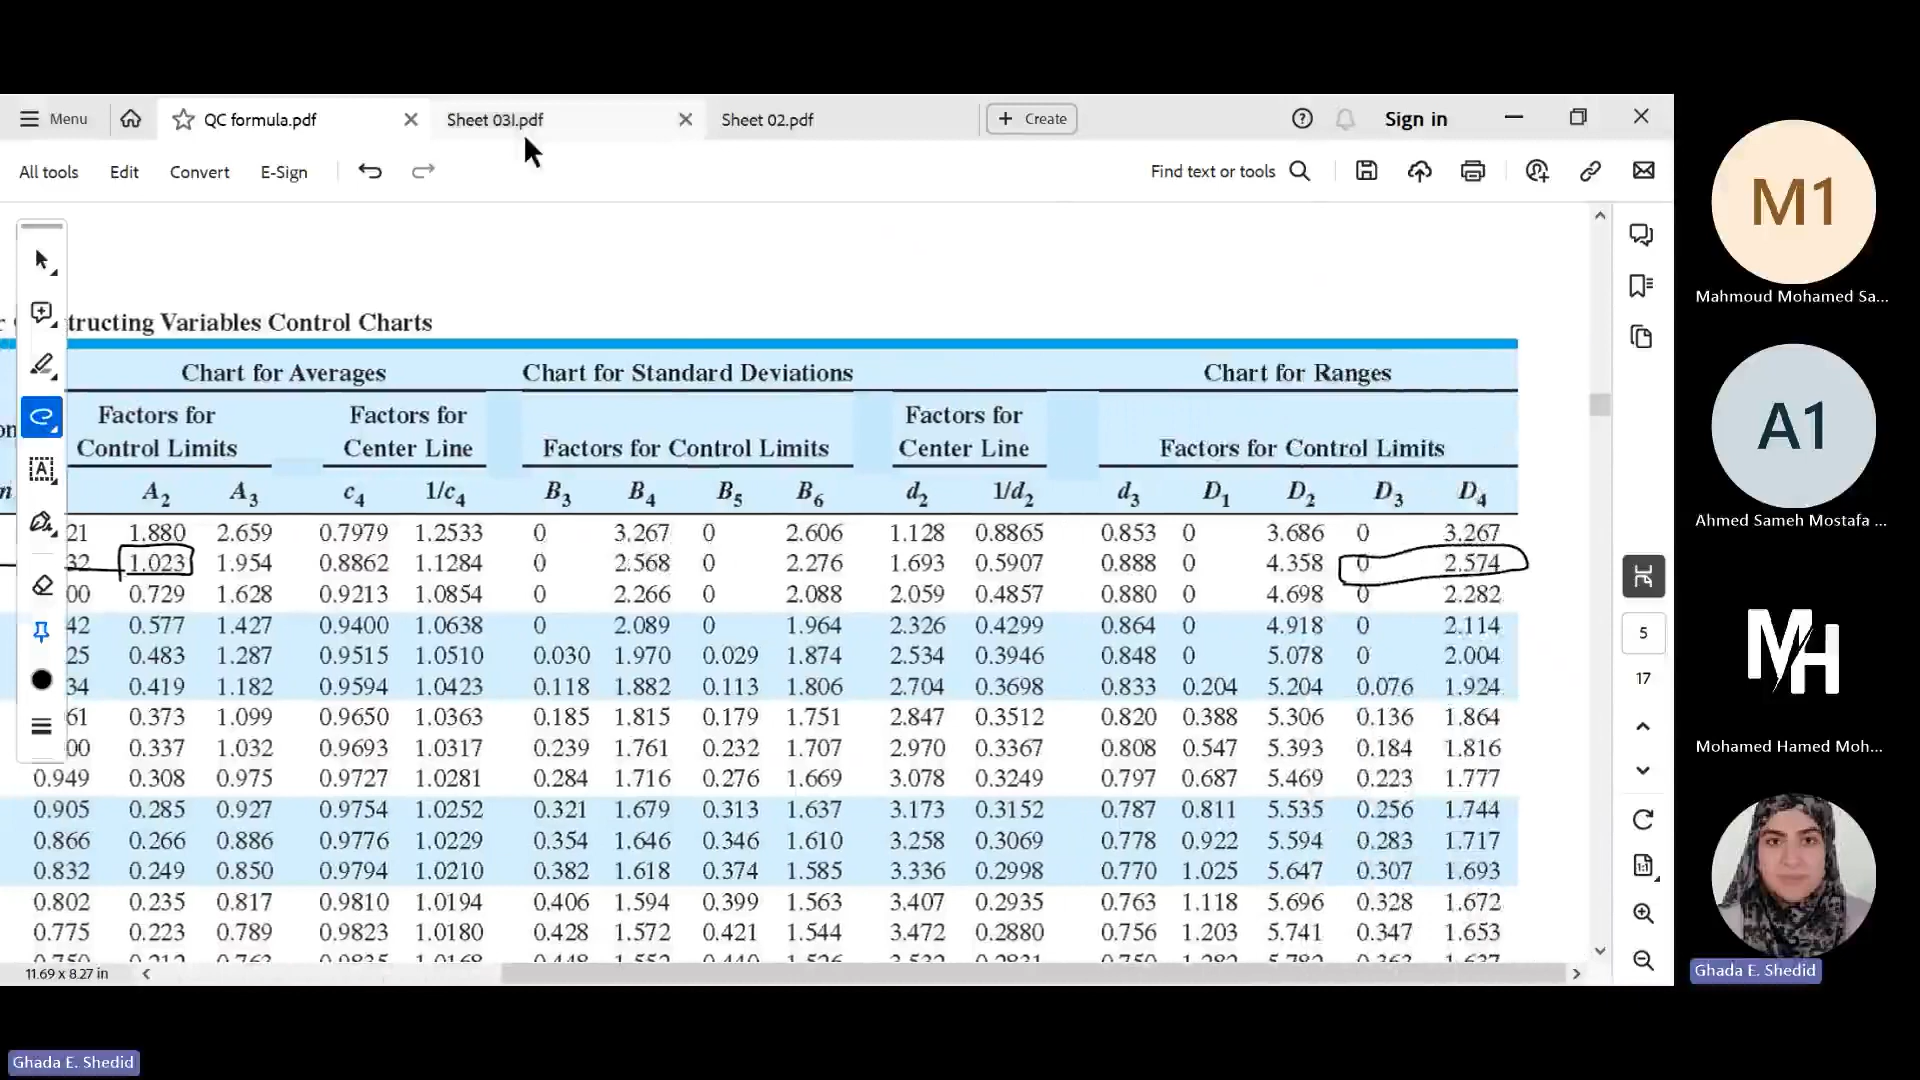 Menu
QC formula.pdf
Sheet 03I.pdf
Sheet 02.pdf
Create
Sign in
All tools
Edit
Convert
E-Sign
Find text or tools
tructing Variables Control Charts
Chart for Averages Chart for Standard Deviations Chart for Ranges
Factors for Factors for Factors for
Control Limits Center Line Factors for Control Limits Center Line Factors for Control Limits
n A2 A3 c4 1/c4 B3 B4 B5 B6 d2 1/d2 d3 D1 D2 D3 D4
21 1.880 2.659 0.7979 1.2533 0 3.267 0 2.606 1.128 0.8865 0.853 0 3.686 0 3.267
32 1.023 1.954 0.8862 1.1284 0 2.568 0 2.276 1.693 0.5907 0.888 0 4.358 0 2.574
00 0.729 1.628 0.9213 1.0854 0 2.266 0 2.088 2.059 0.4857 0.880 0 4.698 0 2.282
42 0.577 1.427 0.9400 1.0638 0 2.089 0 1.964 2.326 0.4299 0.864 0 4.918 0 2.114
25 0.483 1.287 0.9515 1.0510 0.030 1.970 0.029 1.874 2.534 0.3946 0.848 0 5.078 0 2.004
34 0.419 1.182 0.9594 1.0423 0.118 1.882 0.113 1.806 2.704 0.3698 0.833 0.204 5.204 0.076 1.924
61 0.373 1.099 0.9650 1.0363 0.185 1.815 0.179 1.751 2.847 0.3512 0.820 0.388 5.306 0.136 1.864
00 0.337 1.032 0.9693 1.0317 0.239 1.761 0.232 1.707 2.970 0.3367 0.808 0.547 5.393 0.184 1.816
0.949 0.308 0.975 0.9727 1.0281 0.284 1.716 0.276 1.669 3.078 0.3249 0.797 0.687 5.469 0.223 1.777
0.905 0.285 0.927 0.9754 1.0252 0.321 1.679 0.313 1.637 3.173 0.3152 0.787 0.811 5.535 0.256 1.744
0.866 0.266 0.886 0.9776 1.0229 0.354 1.646 0.346 1.610 3.258 0.3069 0.778 0.922 5.594 0.283 1.717
0.832 0.249 0.850 0.9794 1.0210 0.382 1.618 0.374 1.585 3.336 0.2998 0.770 1.025 5.647 0.307 1.693
0.802 0.235 0.817 0.9810 1.0194 0.406 1.594 0.399 1.563 3.407 0.2935 0.763 1.118 5.696 0.328 1.672
0.775 0.223 0.789 0.9823 1.0180 0.428 1.572 0.421 1.544 3.472 0.2880 0.756 1.203 5.741 0.347 1.653
11.69 x 8.27 in
5
17
M1
Mahmoud Mohamed Sa...
A1
Ahmed Sameh Mostafa ...
MH
Mohamed Hamed Moh...
Ghada E. Shedid
Ghada E. Shedid